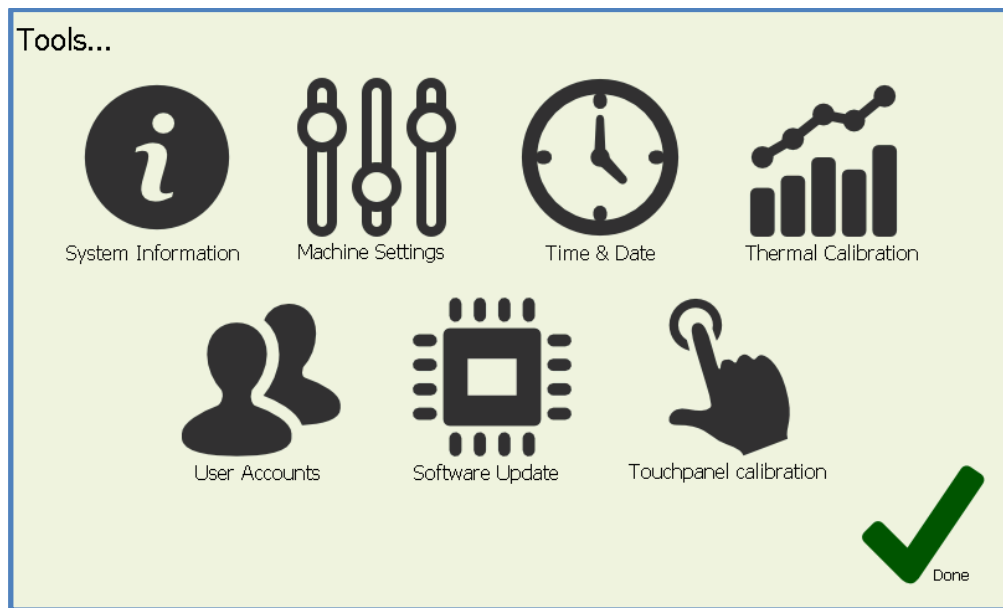 Tools...
System Information
Machine Settings
Time & Date
Thermal Calibration
User Accounts
Software Update
Touchpanel calibration
Done